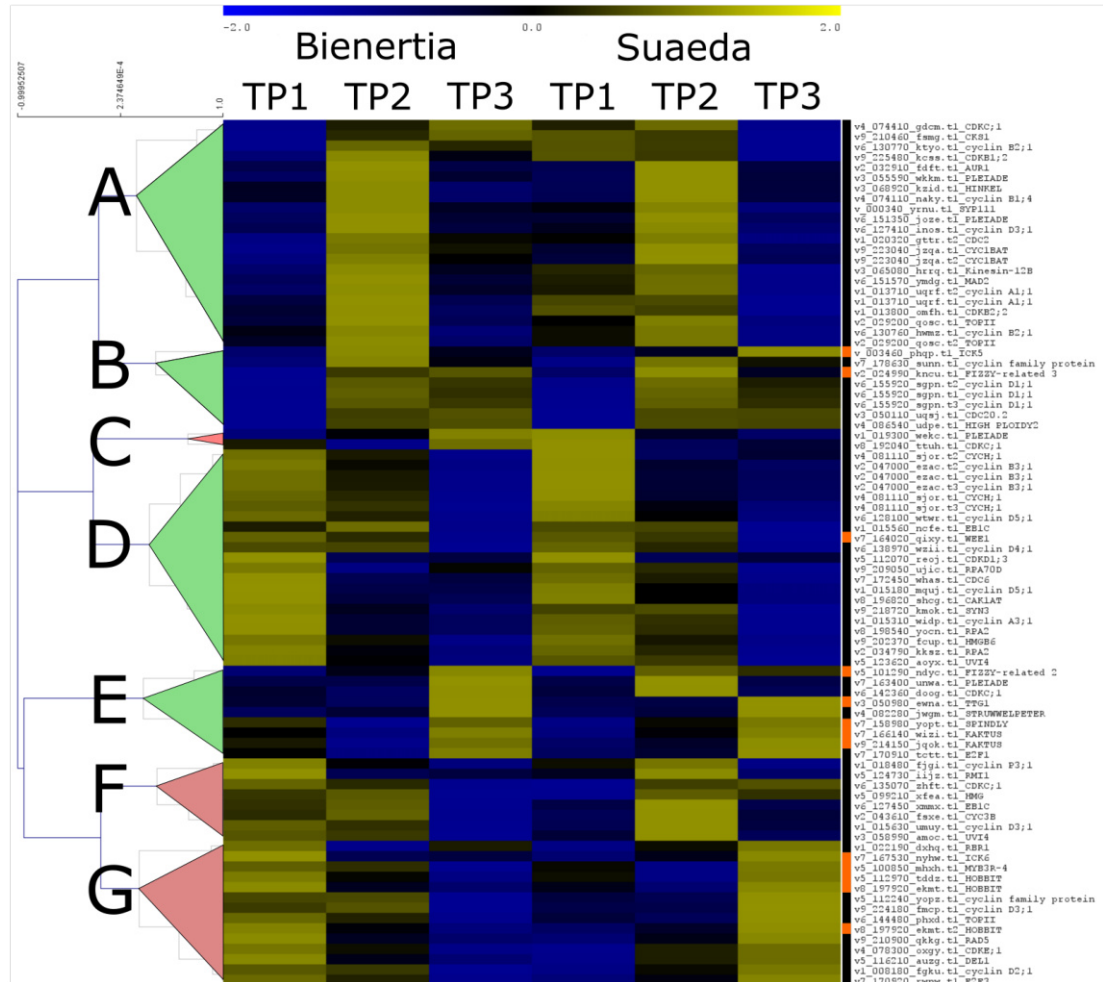 -2.0 0.0 2.0
Bienertia Suaeda
-0.99952507 2.374649E-4 1.0
TP1 TP2 TP3 TP1 TP2 TP3
A
B
C
D
E
F
G
v4_074410_gdcm.t1_CDKC;1
v9_210460_fsmg.t1_CKS1
v6_130770_ktyo.t1_cyclin B2;1
v9_225480_kcss.t1_CDKB1;2
v2_032910_fdft.t1_AUR1
v3_055590_wkkm.t1_PLEIADE
v3_068920_kzid.t1_HINKEL
v4_074110_naky.t1_cyclin B1;4
v_000340_yrnu.t1_SYP111
v6_151350_joze.t1_PLEIADE
v6_127410_inos.t1_cyclin D3;1
v1_020320_gttr.t2_CDC2
v9_223040_jzqa.t1_CYC1BAT
v9_223040_jzqa.t2_CYC1BAT
v3_065080_hrrq.t1_Kinesin-12B
v6_151570_ymdg.t1_MAD2
v1_013710_uqrf.t2_cyclin A1;1
v1_013710_uqrf.t1_cyclin A1;1
v1_013800_omfh.t1_CDKB2;2
v2_029200_qosc.t1_TOPII
v6_130760_hwmz.t1_cyclin B2;1
v2_029200_qosc.t2_TOPII
v_003460_phqp.t1_ICK5
v7_178630_sunn.t1_cyclin family protein
v2_024990_kncu.t1_FIZZY-related 3
v6_155920_sgpn.t2_cyclin D1;1
v6_155920_sgpn.t1_cyclin D1;1
v6_155920_sgpn.t3_cyclin D1;1
v3_050110_uqsj.t1_CDC20.2
v4_086540_udpe.t1_HIGH PLOIDY2
v1_019300_wekc.t1_PLEIADE
v8_192040_ttuh.t1_CDKC;1
v4_081110_sjor.t2_CYCH;1
v2_047000_ezac.t2_cyclin B3;1
v2_047000_ezac.t1_cyclin B3;1
v2_047000_ezac.t3_cyclin B3;1
v4_081110_sjor.t1_CYCH;1
v4_081110_sjor.t3_CYCH;1
v6_128100_wtwr.t1_cyclin D5;1
v1_015560_ncfe.t1_EB1C
v7_164020_qixy.t1_WEE1
v6_138970_wzii.t1_cyclin D4;1
v5_112070_reoj.t1_CDKD1;3
v9_209050_ujic.t1_RPA70D
v7_172450_whas.t1_CDC6
v1_015180_mquj.t1_cyclin D5;1
v8_196820_shcg.t1_CAK1AT
v9_218720_kmok.t1_SYN3
v1_015310_widp.t1_cyclin A3;1
v8_198540_yocn.t1_RPA2
v9_202370_fcup.t1_HMGB6
v2_034790_kksz.t1_RPA2
v5_123620_aoyx.t1_UVI4
v5_101290_ndyc.t1_FIZZY-related 2
v7_163400_unwa.t1_PLEIADE
v6_142360_doog.t1_CDKC;1
v3_050980_ewna.t1_TTG1
v4_082280_jwgm.t1_STRUWWELPETER
v7_158980_yopt.t1_SPINDLY
v7_166140_wizi.t1_KAKTUS
v9_214150_jqok.t1_KAKTUS
v7_170910_tctt.t1_E2F1
v1_018480_fjgi.t1_cyclin P3;1
v5_124730_iijz.t1_RMI1
v6_135070_zhft.t1_CDKC;1
v5_099210_xfea.t1_HMG
v6_127450_xmmx.t1_EB1C
v2_043610_fsxe.t1_CYC3B
v1_015630_umuy.t1_cyclin D3;1
v3_058990_amoc.t1_UVI4
v1_022190_dxhq.t1_RBR1
v7_167530_nyhw.t1_ICK6
v5_100850_mhxh.t1_MYB3R-4
v5_112970_tddz.t1_HOBBIT
v8_197920_ekmt.t1_HOBBIT
v5_112240_yopz.t1_cyclin family protein
v9_224180_fmcp.t1_cyclin D3;1
v6_144480_phxd.t1_TOPII
v8_197920_ekmt.t2_HOBBIT
v9_210900_qkkg.t1_RAD5
v4_078300_oxgy.t1_CDKE;1
v5_116210_auzg.t1_DEL1
v1_008180_fgku.t1_cyclin D2;1